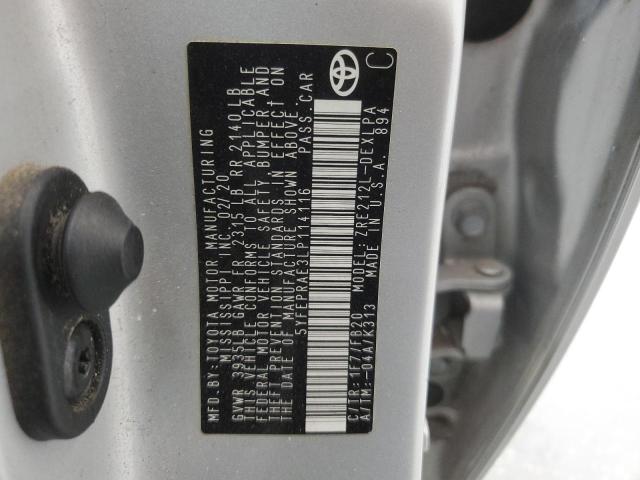 MFD.BY:TOYOTA MOTOR MANUFACTURING
MISSISSIPPI, INC. 02/20
GVWR 3935LB GAWR FR 2315LB RR 2140LB
THIS VEHICLE CONFORMS TO ALL APPLICABLE
FEDERAL MOTOR VEHICLE SAFETY BUMPER, AND
THEFT PREVENTION STANDARDS IN EFFECT ON
THE DATE OF MANUFACTURE SHOWN ABOVE.
5YFEPRAE3LP114116 PASS. CAR
C/TR:1F7/FB20 MODEL:ZRE212L-DEXLPA
A/TM:-04A/K313 MADE IN U.S.A. 894
C